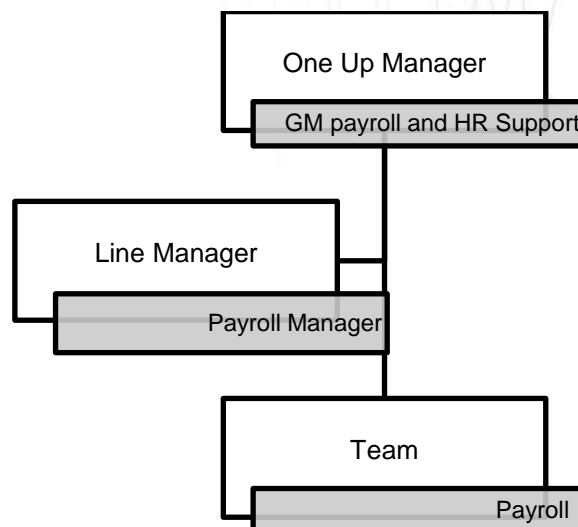 One Up Manager
GM payroll and HR Support
Line Manager
Payroll Manager
Team
Payroll